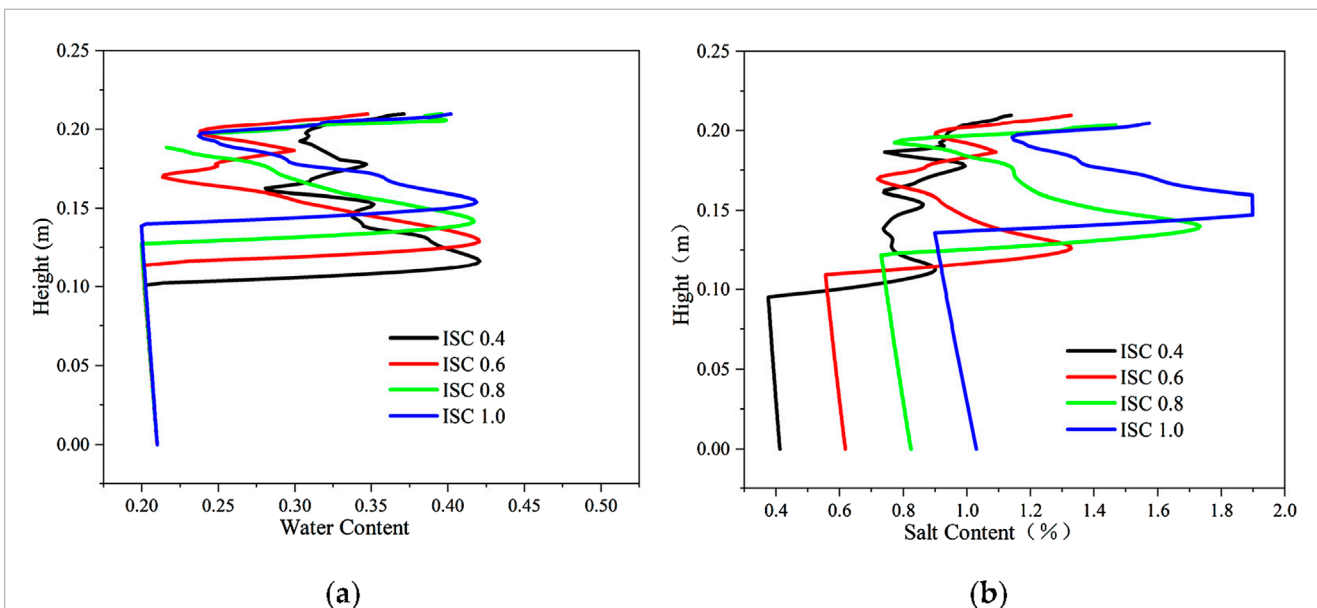 0.25
0.20
0.15
0.10
0.05
0.00
Height (m)
0.20 0.25 0.30 0.35 0.40 0.45 0.50
Water Content
ISC 0.4
ISC 0.6
ISC 0.8
ISC 1.0
(a)
0.25
0.20
0.15
0.10
0.05
0.00
Hight（m）
0.4 0.6 0.8 1.0 1.2 1.4 1.6 1.8 2.0
Salt Content（%）
ISC 0.4
ISC 0.6
ISC 0.8
ISC 1.0
(b)